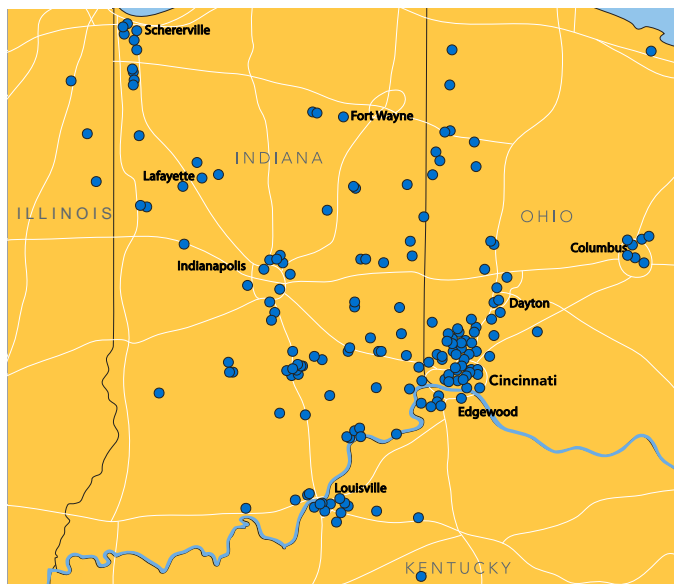 Schererville
Fort Wayne
INDIANA
Lafayette
ILLINOIS
OHIO
Columbus
Indianapolis
Dayton
Cincinnati
Edgewood
Louisville
KENTUCKY